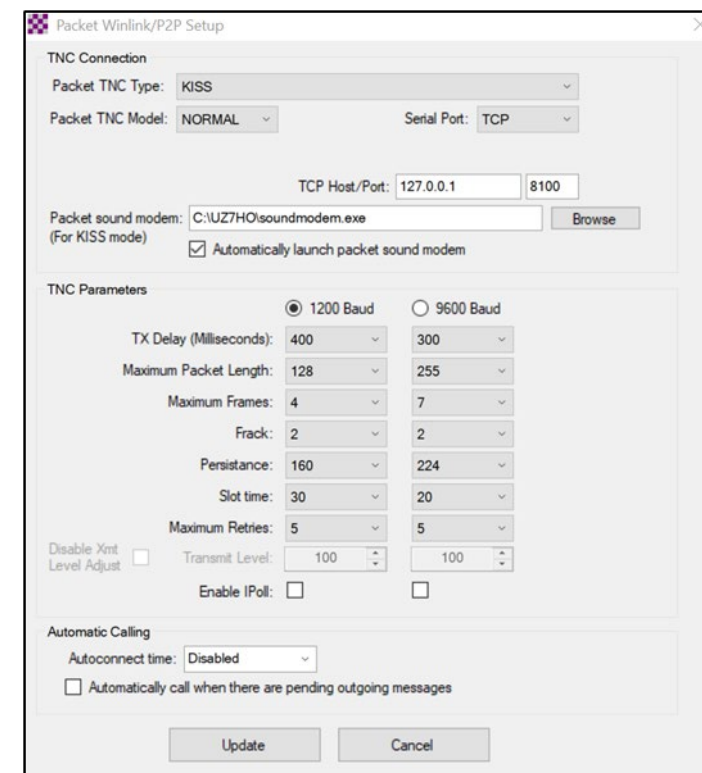 Packet Winlink/P2P Setup
TNC Connection
Packet TNC Type: KISS
Packet TNC Model: NORMAL Serial Port: TCP
TCP Host/Port: 127.0.0.1 8100
Packet sound modem: C:\UZ7HO\soundmodem.exe Browse
(For KISS mode)
Automatically launch packet sound modem
TNC Parameters
1200 Baud 9600 Baud
TX Delay (Milliseconds): 400 300
Maximum Packet Length: 128 255
Maximum Frames: 4 7
Frack: 2 2
Persistance: 160 224
Slot time: 30 20
Maximum Retries: 5 5
Disable Xmt
Level Adjust Transmit Level: 100 100
Enable IPoll:
Automatic Calling
Autoconnect time: Disabled
Automatically call when there are pending outgoing messages
Update Cancel